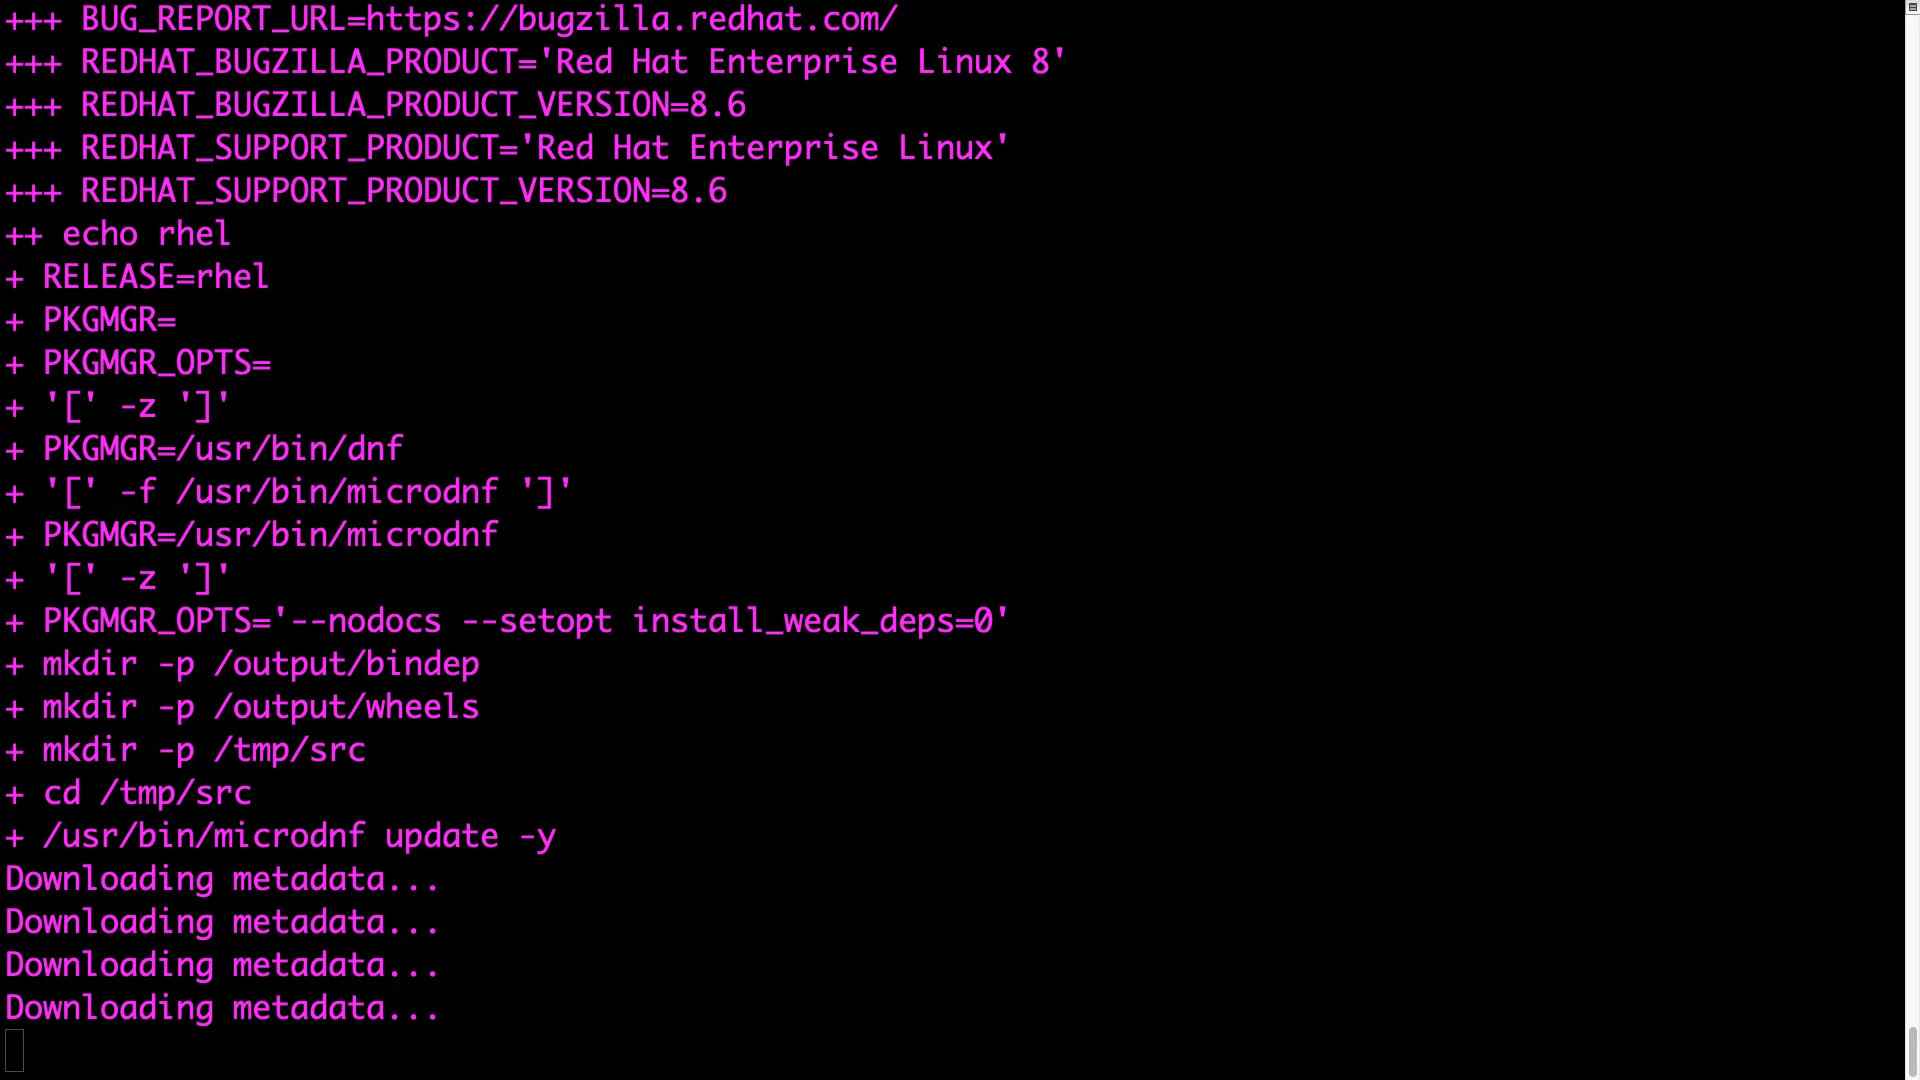 +++ BUG_REPORT_URL=https://bugzilla.redhat.com/
+++ REDHAT_BUGZILLA_PRODUCT='Red Hat Enterprise Linux 8'
+++ REDHAT_BUGZILLA_PRODUCT_VERSION=8.6
+++ REDHAT_SUPPORT_PRODUCT='Red Hat Enterprise Linux'
+++ REDHAT_SUPPORT_PRODUCT_VERSION=8.6
++ echo rhel
+ RELEASE=rhel
+ PKGMGR=
+ PKGMGR_OPTS=
+ '[' -z ']'
+ PKGMGR=/usr/bin/dnf
+ '[' -f /usr/bin/microdnf ']'
+ PKGMGR=/usr/bin/microdnf
+ '[' -z ']'
+ PKGMGR_OPTS='--nodocs --setopt install_weak_deps=0'
+ mkdir -p /output/bindep
+ mkdir -p /output/wheels
+ mkdir -p /tmp/src
+ cd /tmp/src
+ /usr/bin/microdnf update -y
Downloading metadata...
Downloading metadata...
Downloading metadata...
Downloading metadata...